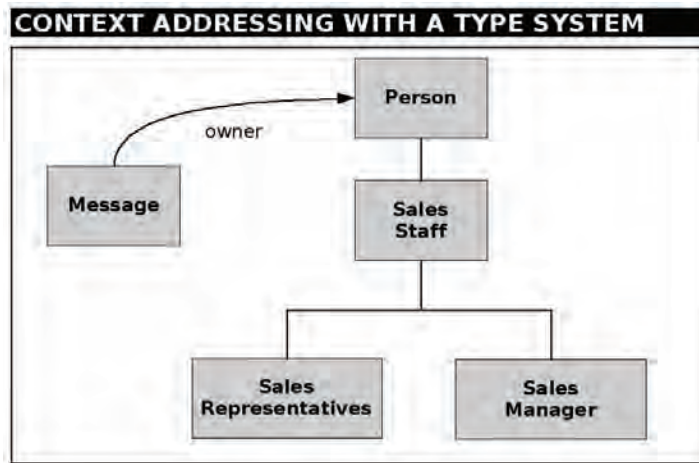 CONTEXT ADDRESSING WITH A TYPE SYSTEM
Person
owner
Message
Sales
Staff
Sales
Representatives
Sales
Manager